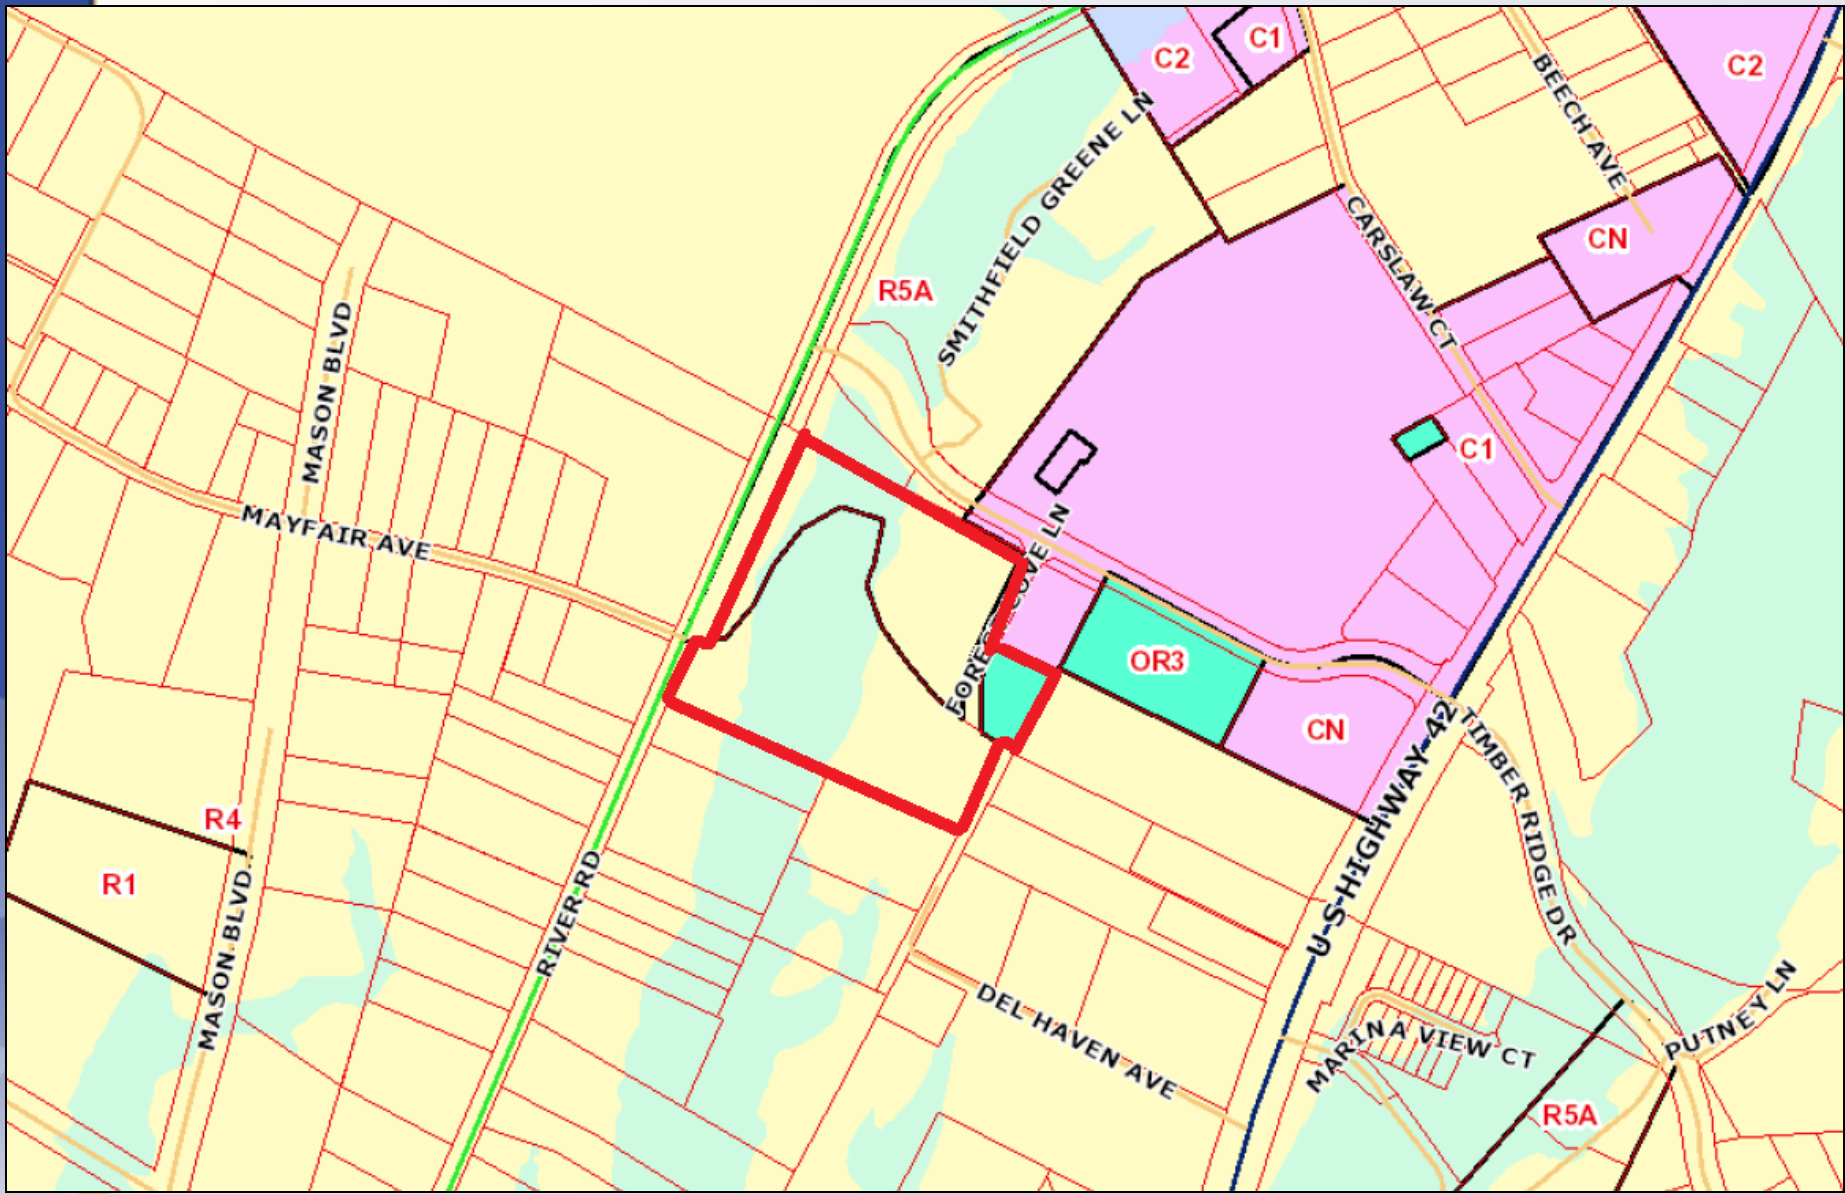 C1
C2
C2
BEECH AVE
SMITHFIELD GREENE LN
CARSLAW CT
CN
R5A
MASON BLVD
C1
MAYFAIR AVE
FOREST COVE LN
OR3
CN
U S HIGHWAY 42
TIMBER RIDGE DR
R4
R1
MASON BLVD
RIVER RD
DEL HAVEN AVE
MARINA VIEW CT
PUTNEY LN
R5A